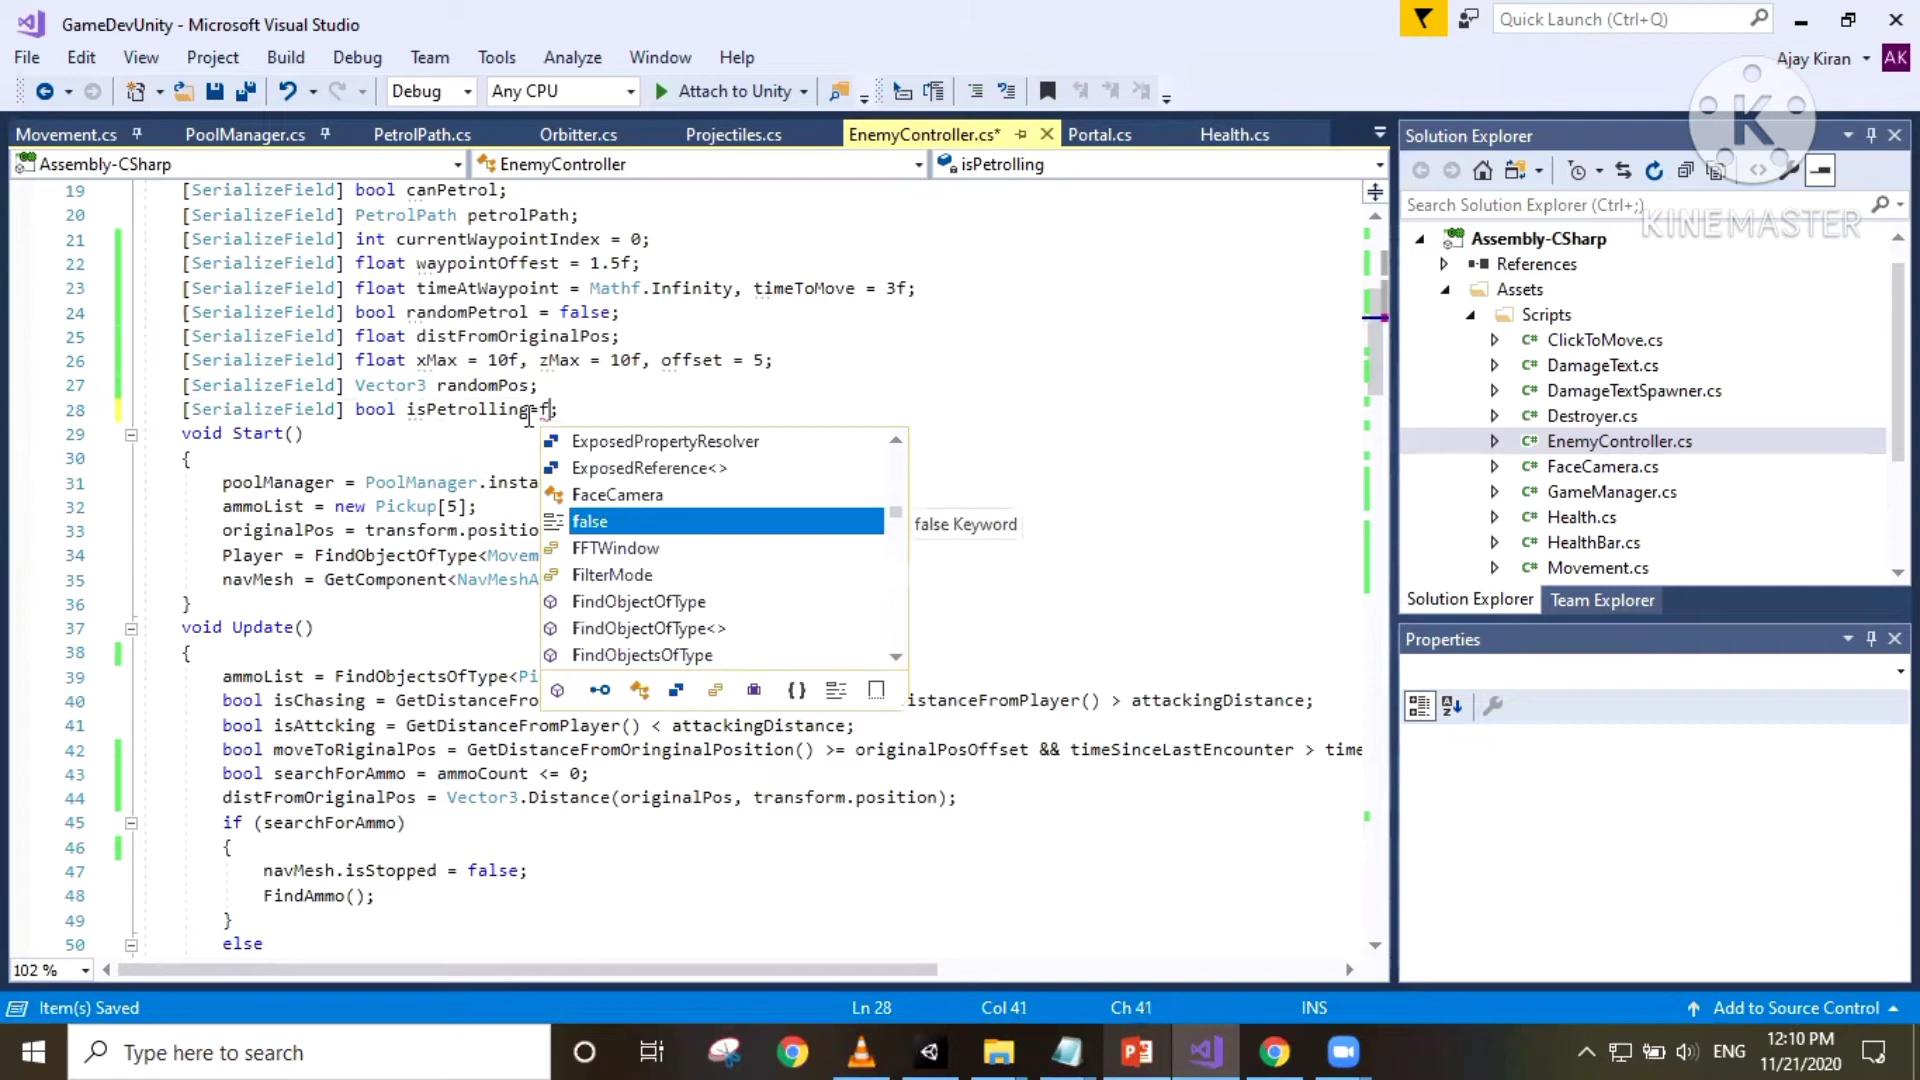 GameDevUnity - Microsoft Visual Studio
Quick Launch (Ctrl+Q)
File Edit View Project Build Debug Team Tools Analyze Window Help
Ajay Kiran AK
Debug Any CPU Attach to Unity
K
KINEMASTER
Movement.cs PoolManager.cs PetrolPath.cs Orbitter.cs Projectiles.cs EnemyController.cs* Portal.cs Health.cs
Assembly-CSharp EnemyController isPetrolling
19 [SerializeField] bool canPetrol;
20 [SerializeField] PetrolPath petrolPath;
21 [SerializeField] int currentWaypointIndex = 0;
22 [SerializeField] float waypointOffest = 1.5f;
23 [SerializeField] float timeAtWaypoint = Mathf.Infinity, timeToMove = 3f;
24 [SerializeField] bool randomPetrol = false;
25 [SerializeField] float distFromOriginalPos;
26 [SerializeField] float xMax = 10f, zMax = 10f, offset = 5;
27 [SerializeField] Vector3 randomPos;
28 [SerializeField] bool isPetrolling=f;
29 void Start()
30 {
31 poolManager = PoolManager.insta
32 ammoList = new Pickup[5];
33 originalPos = transform.positio
34 Player = FindObjectOfType<Movem
35 navMesh = GetComponent<NavMeshA
36 }
37 void Update()
38 {
39 ammoList = FindObjectsOfType<Pi
40 bool isChasing = GetDistanceFro istanceFromPlayer() > attackingDistance;
41 bool isAttcking = GetDistanceFromPlayer() < attackingDistance;
42 bool moveToRiginalPos = GetDistanceFromOringinalPosition() >= originalPosOffset && timeSinceLastEncounter > time
43 bool searchForAmmo = ammoCount <= 0;
44 distFromOriginalPos = Vector3.Distance(originalPos, transform.position);
45 if (searchForAmmo)
46 {
47 navMesh.isStopped = false;
48 FindAmmo();
49 }
50 else
ExposedPropertyResolver
ExposedReference<>
FaceCamera
false
FFTWindow
FilterMode
FindObjectOfType
FindObjectOfType<>
FindObjectsOfType
false Keyword
102 %
Solution Explorer
Search Solution Explorer (Ctrl+;)
Assembly-CSharp
References
Assets
Scripts
C# ClickToMove.cs
C# DamageText.cs
C# DamageTextSpawner.cs
C# Destroyer.cs
C# EnemyController.cs
C# FaceCamera.cs
C# GameManager.cs
C# Health.cs
C# HealthBar.cs
C# Movement.cs
Solution Explorer Team Explorer
Properties
Item(s) Saved Ln 28 Col 41 Ch 41 INS Add to Source Control
Type here to search
ENG
12:10 PM
11/21/2020